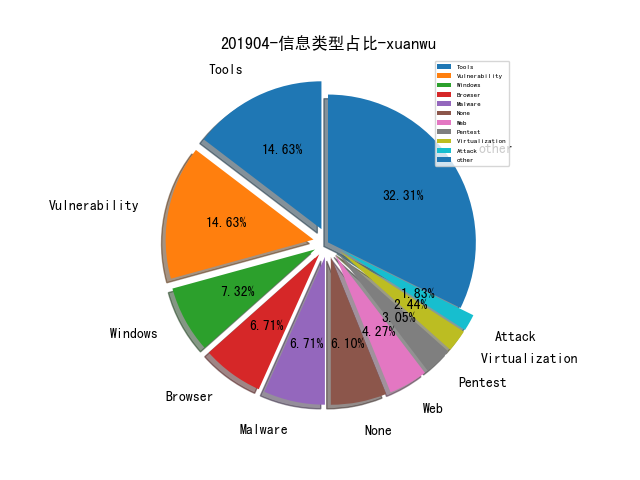 201904-信息类型占比-xuanwu
Tools
Vulnerability
Windows
Browser
Malware
None
Web
Pentest
Virtualization
Attack
other
Tools
other
14.63%
32.31%
Vulnerability
14.63%
7.32%
1.83%
2.44%
3.05%
6.71%
4.27%
6.71%
6.10%
Windows
Attack
Virtualization
Pentest
Browser
Web
Malware
None